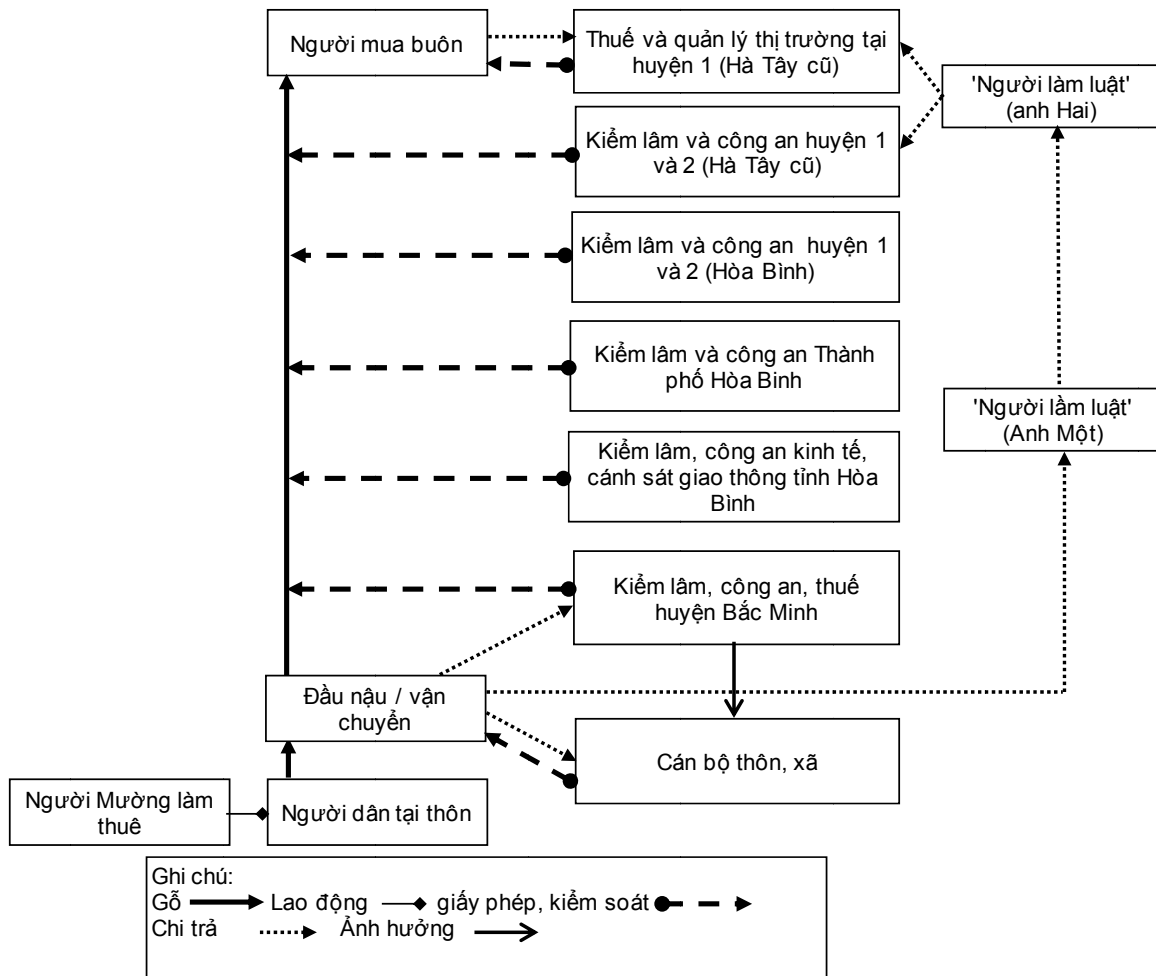 Người mua buôn
Thuế và quản lý thị trường tại
huyện 1 (Hà Tây cũ)
'Người làm luật'
(anh Hai)
Kiểm lâm và công an huyện 1
và 2 (Hà Tây cũ)
Kiểm lâm và công an huyện 1
và 2 (Hòa Bình)
Kiểm lâm và công an Thành
phố Hòa Binh
'Người lầm luật'
(Anh Một)
Kiểm lâm, công an kinh tế,
cánh sát giao thông tỉnh Hòa
Bình
Kiểm lâm, công an, thuế
huyện Bắc Minh
Đầu nậu / vận
chuyển
Cán bộ thôn, xã
Người Mường làm
thuê
Người dân tại thôn
Ghi chú:
Gỗ Lao động giấy phép, kiểm soát
Chi trả Ảnh hưởng